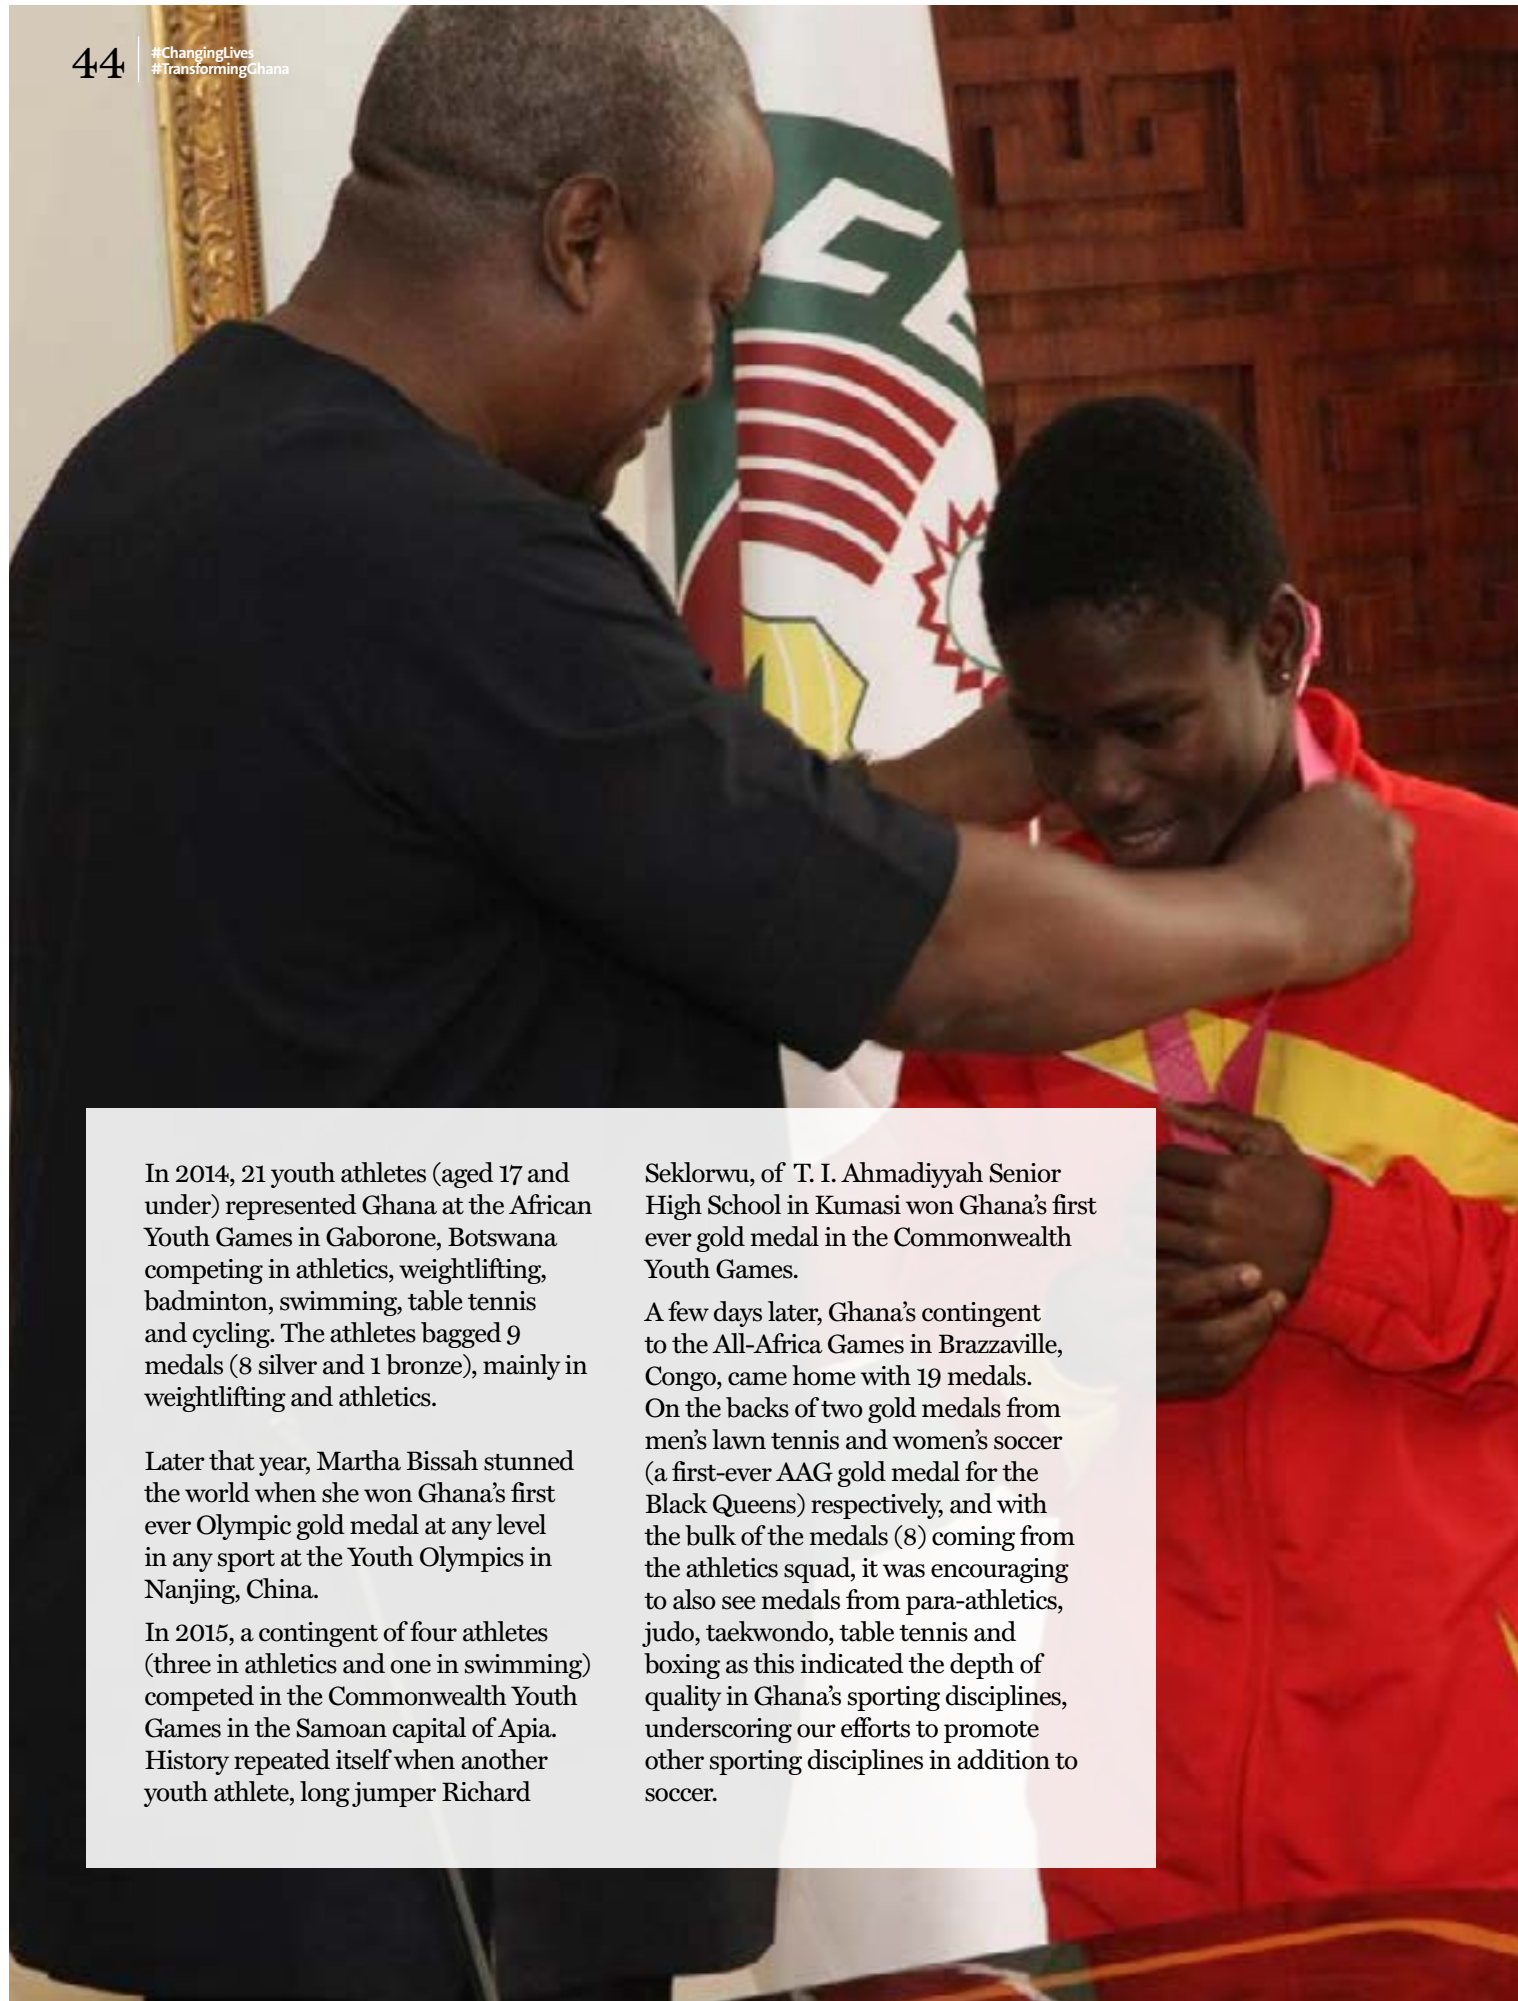 44
#ChangingLives
#TransformingGhana
In 2014, 21 youth athletes (aged 17 and
under) represented Ghana at the African
Youth Games in Gaborone, Botswana
competing in athletics, weightlifting,
badminton, swimming, table tennis
and cycling. The athletes bagged 9
medals (8 silver and 1 bronze), mainly in
weightlifting and athletics.
Later that year, Martha Bissah stunned
the world when she won Ghana’s first
ever Olympic gold medal at any level
in any sport at the Youth Olympics in
Nanjing, China.
In 2015, a contingent of four athletes
(three in athletics and one in swimming)
competed in the Commonwealth Youth
Games in the Samoan capital of Apia.
History repeated itself when another
youth athlete, long jumper Richard
Seklorwu, of T. I. Ahmadiyyah Senior
High School in Kumasi won Ghana’s first
ever gold medal in the Commonwealth
Youth Games.
A few days later, Ghana’s contingent
to the All-Africa Games in Brazzaville,
Congo, came home with 19 medals.
On the backs of two gold medals from
men’s lawn tennis and women’s soccer
(a first-ever AAG gold medal for the
Black Queens) respectively, and with
the bulk of the medals (8) coming from
the athletics squad, it was encouraging
to also see medals from para-athletics,
judo, taekwondo, table tennis and
boxing as this indicated the depth of
quality in Ghana’s sporting disciplines,
underscoring our efforts to promote
other sporting disciplines in addition to
soccer.